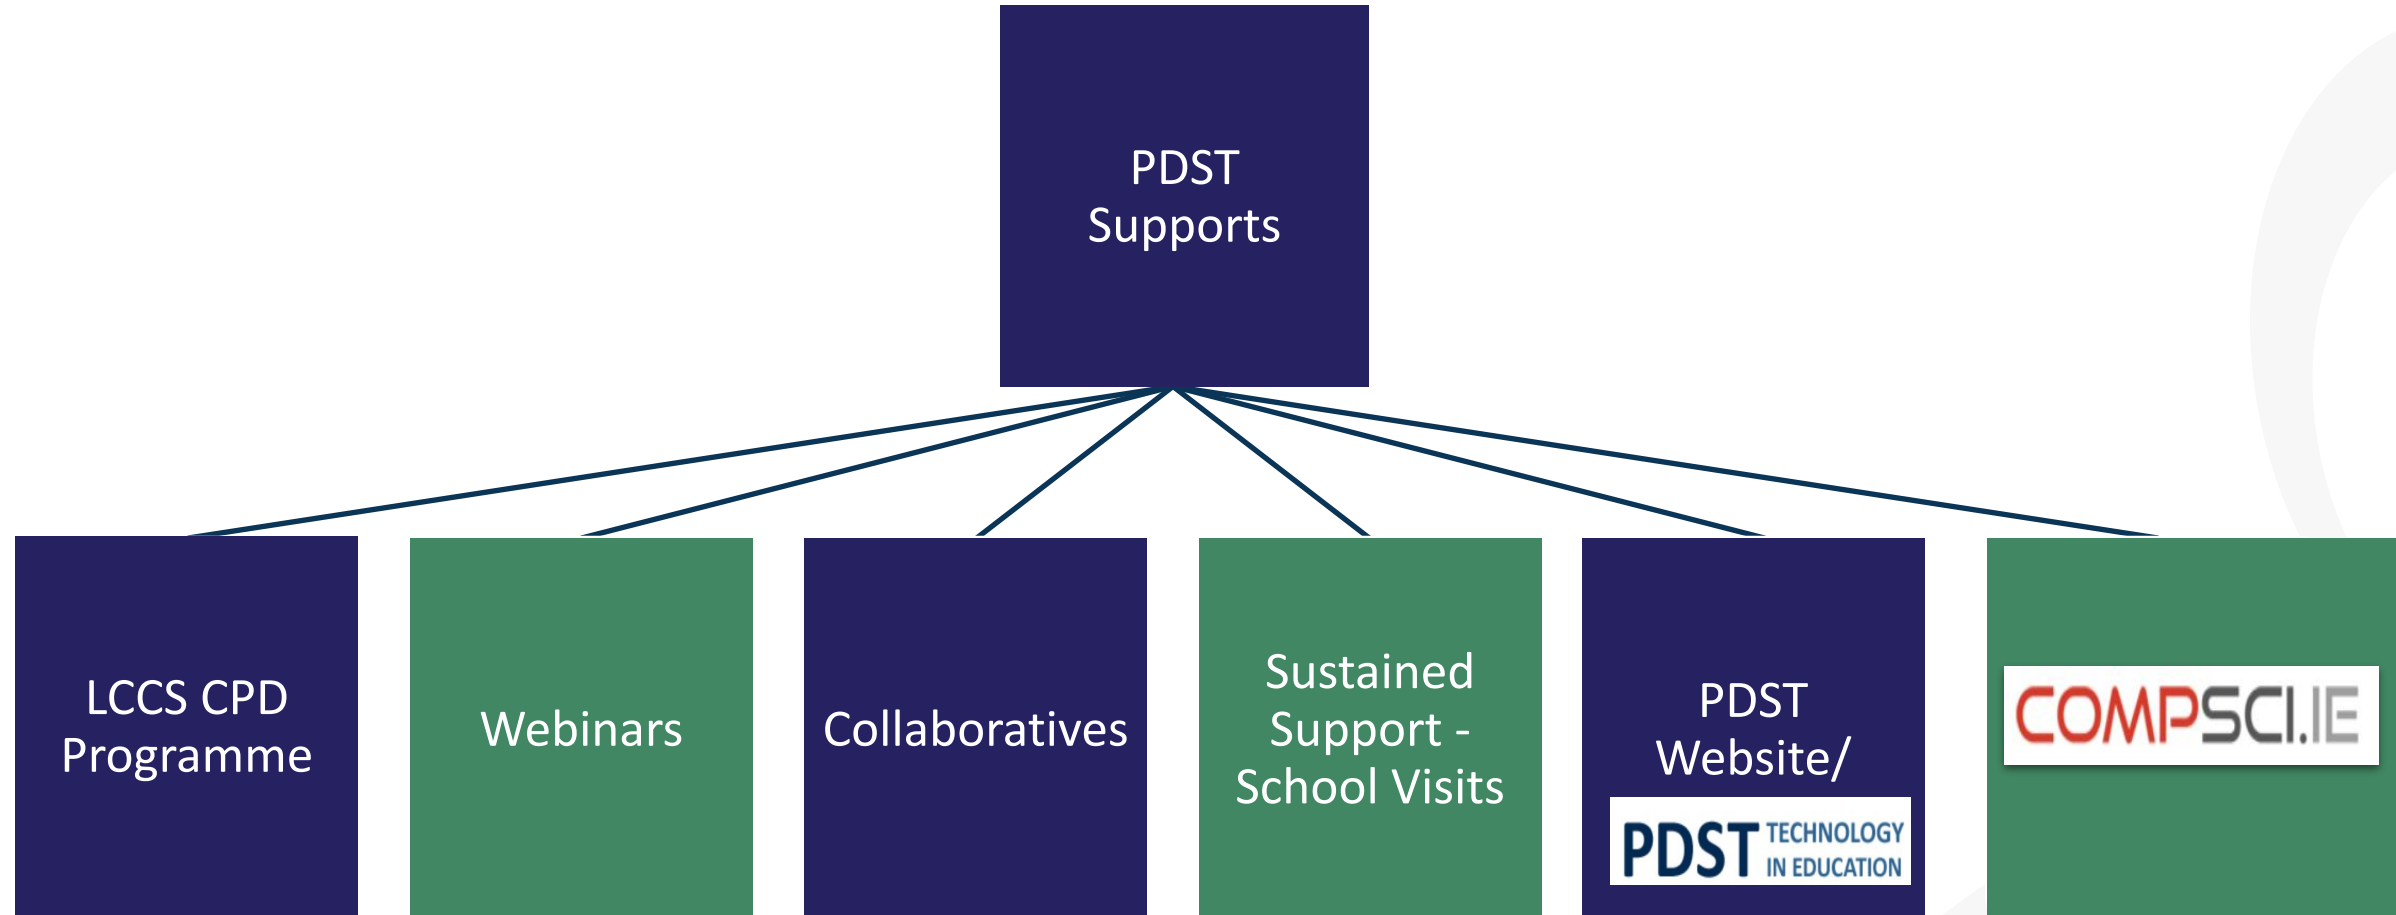 PDST
Supports
LCCS CPD
Programme
Webinars
Collaboratives
Sustained
Support -
School Visits
PDST
Website/
PDST TECHNOLOGY
IN EDUCATION
COMPSCI.IE